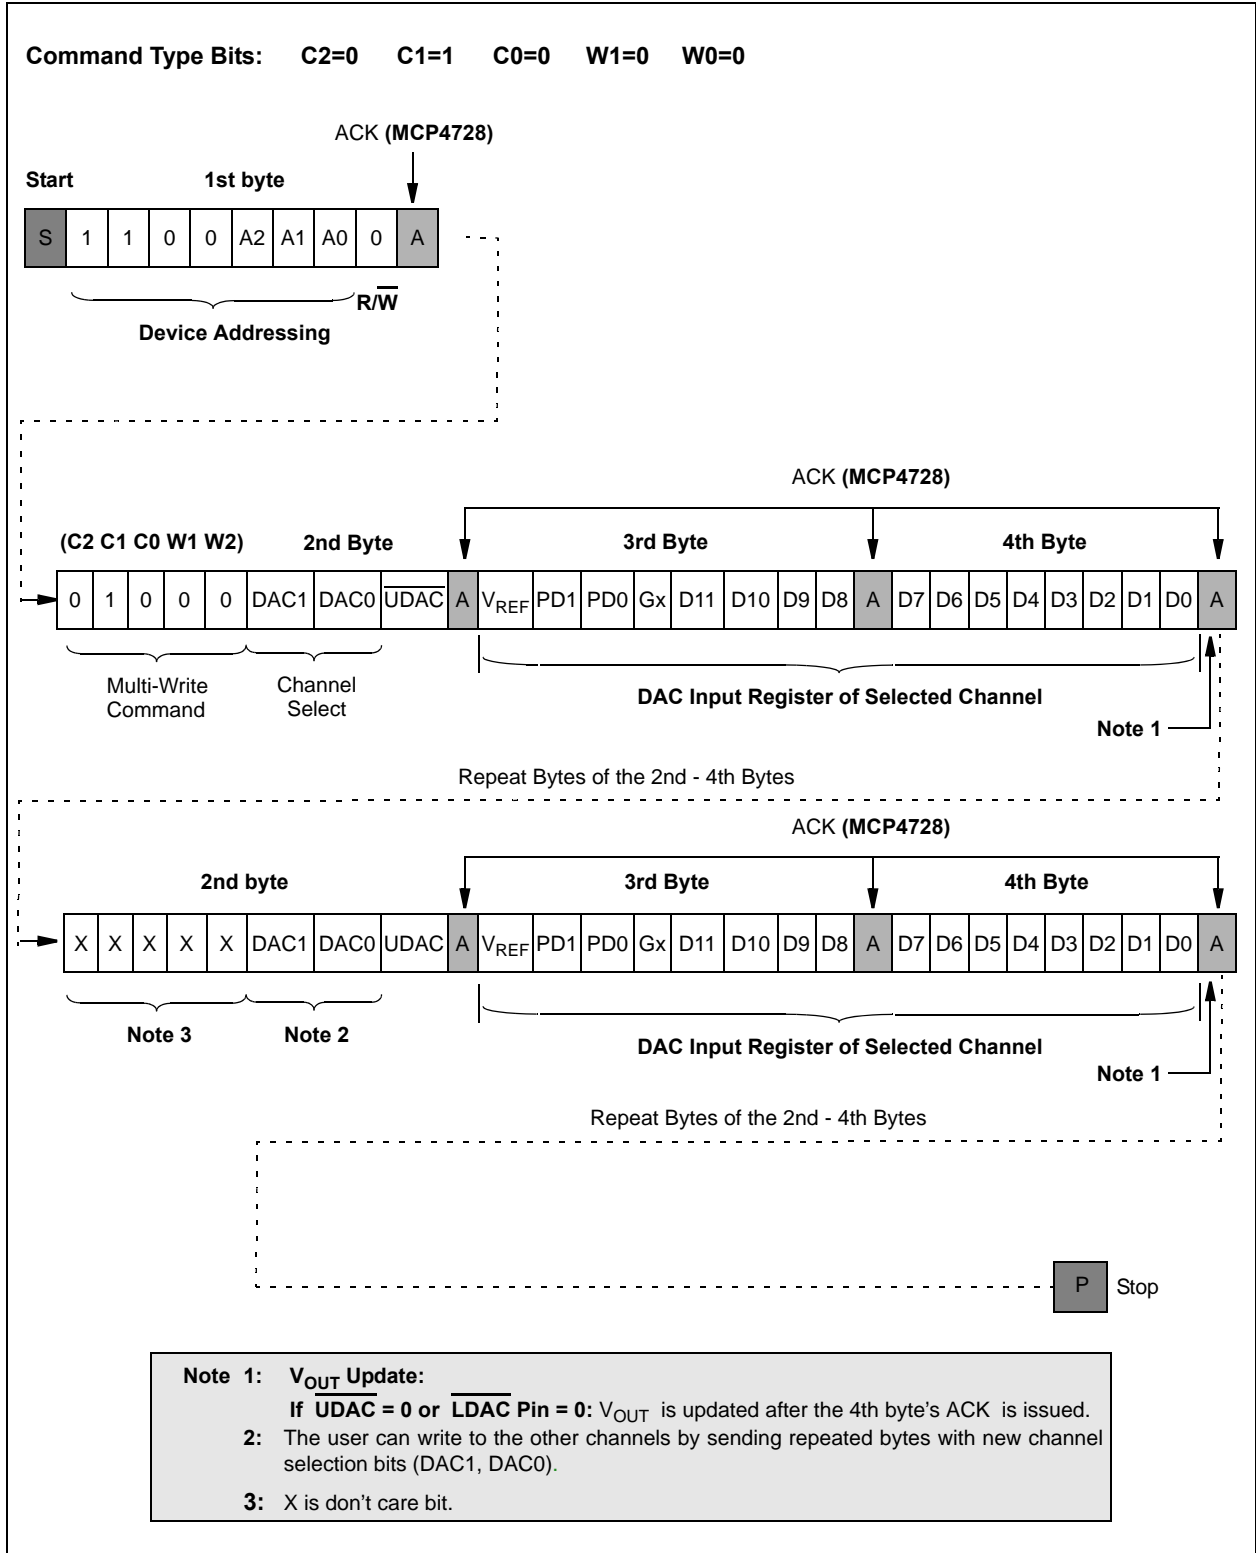 Command Type Bits: C2=0 C1=1 C0=0 W1=0 W0=0
ACK (MCP4728)
Start 1st byte
S 1 1 0 0 A2 A1 A0 0 A
R/W̅
Device Addressing
ACK (MCP4728)
(C2 C1 C0 W1 W2) 2nd Byte 3rd Byte 4th Byte
0 1 0 0 0 DAC1 DAC0 U̅D̅A̅C̅ A VREF PD1 PD0 Gx D11 D10 D9 D8 A D7 D6 D5 D4 D3 D2 D1 D0 A
Multi-Write Channel
Command Select
DAC Input Register of Selected Channel
Note 1
Repeat Bytes of the 2nd - 4th Bytes
ACK (MCP4728)
2nd byte 3rd Byte 4th Byte
X X X X X DAC1 DAC0 UDAC A VREF PD1 PD0 Gx D11 D10 D9 D8 A D7 D6 D5 D4 D3 D2 D1 D0 A
Note 3 Note 2
DAC Input Register of Selected Channel
Note 1
Repeat Bytes of the 2nd - 4th Bytes
P Stop
Note 1: VOUT Update:
If U̅D̅A̅C̅ = 0 or L̅D̅A̅C̅ Pin = 0: VOUT is updated after the 4th byte's ACK is issued.
2: The user can write to the other channels by sending repeated bytes with new channel
selection bits (DAC1, DAC0).
3: X is don't care bit.